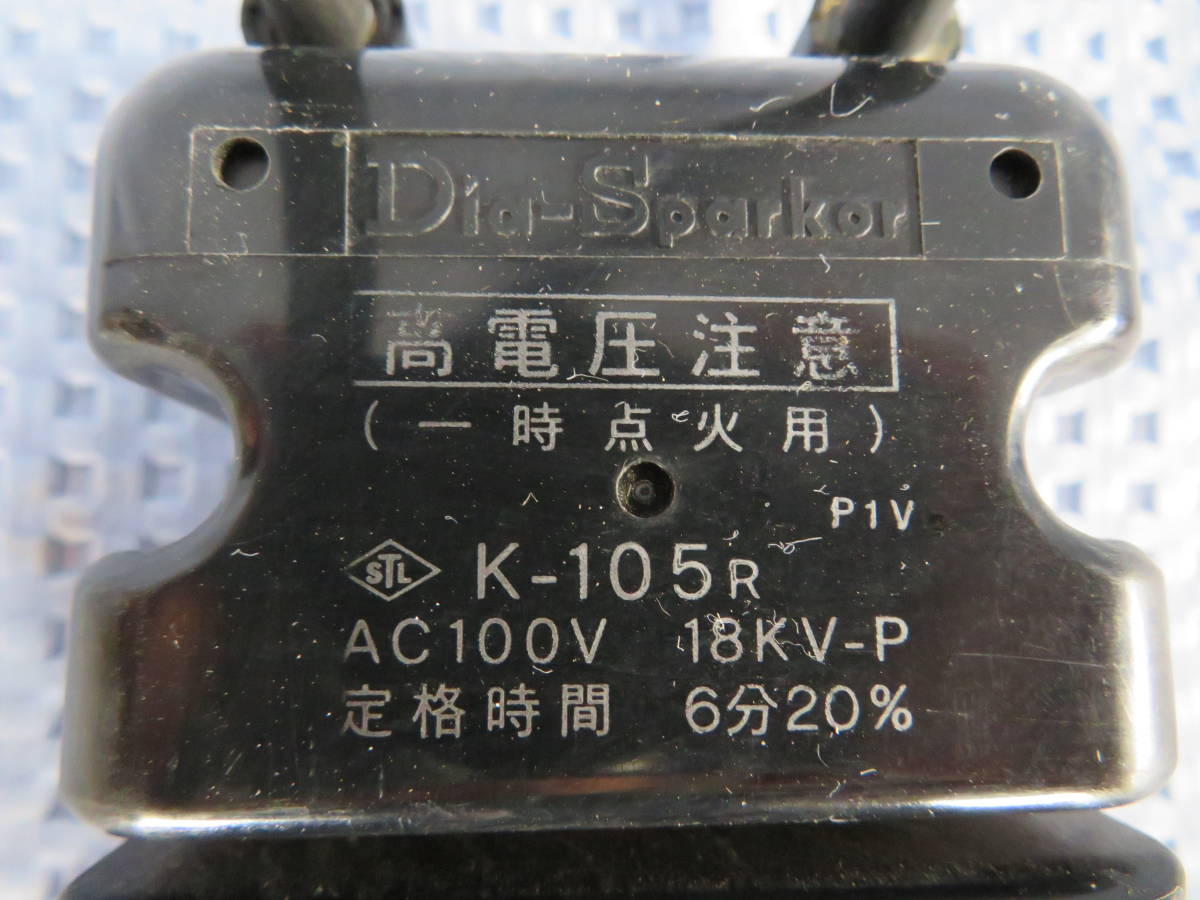 Dia-Sparkor
高電圧注意
(一時点火用)
P1V
STL K-105R
AC100V 18KV-P
定格時間 6分20%